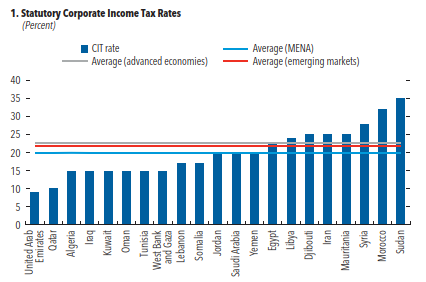 1. Statutory Corporate Income Tax Rates
(Percent)
CIT rate
Average (MENA)
Average (advanced economies)
Average (emerging markets)
40
35
30
25
20
15
10
5
0
United Arab
Emirates
Qatar
Algeria
Iraq
Kuwait
Oman
Tunisia
West Bank
and Gaza
Lebanon
Somalia
Jordan
Saudi Arabia
Yemen
Egypt
Libya
Djibouti
Iran
Mauritania
Syria
Morocco
Sudan